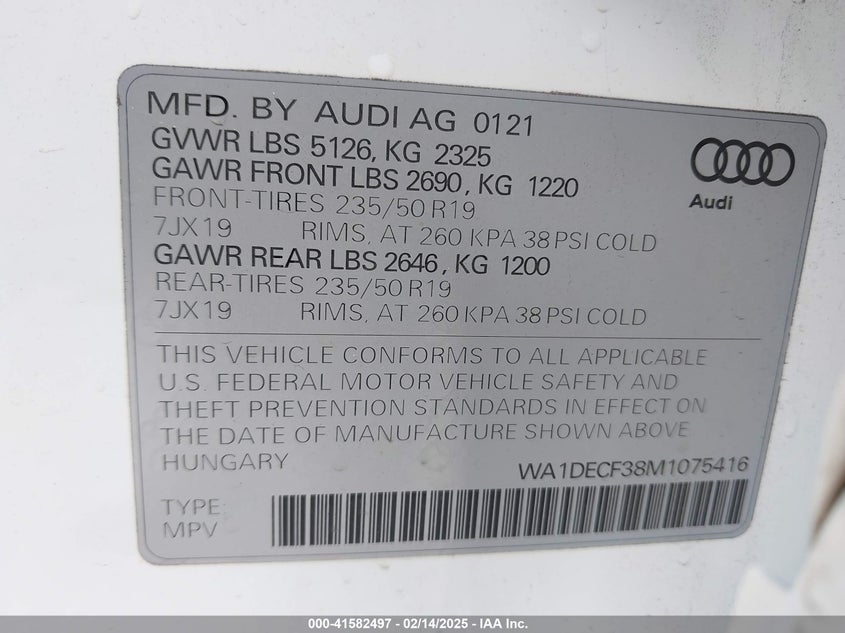 MFD. BY AUDI AG 0121
GVWR LBS 5126, KG 2325
GAWR FRONT LBS 2690, KG 1220
FRONT-TIRES 235/50 R19
7JX19 RIMS, AT 260 KPA 38 PSI COLD
GAWR REAR LBS 2646, KG 1200
REAR-TIRES 235/50 R19
7JX19 RIMS, AT 260 KPA 38 PSI COLD
Audi
THIS VEHICLE CONFORMS TO ALL APPLICABLE
U.S. FEDERAL MOTOR VEHICLE SAFETY AND
THEFT PREVENTION STANDARDS IN EFFECT ON
THE DATE OF MANUFACTURE SHOWN ABOVE
HUNGARY WA1DECF38M1075416
TYPE:
MPV
000-41582497 - 02/14/2025 - IAA Inc.